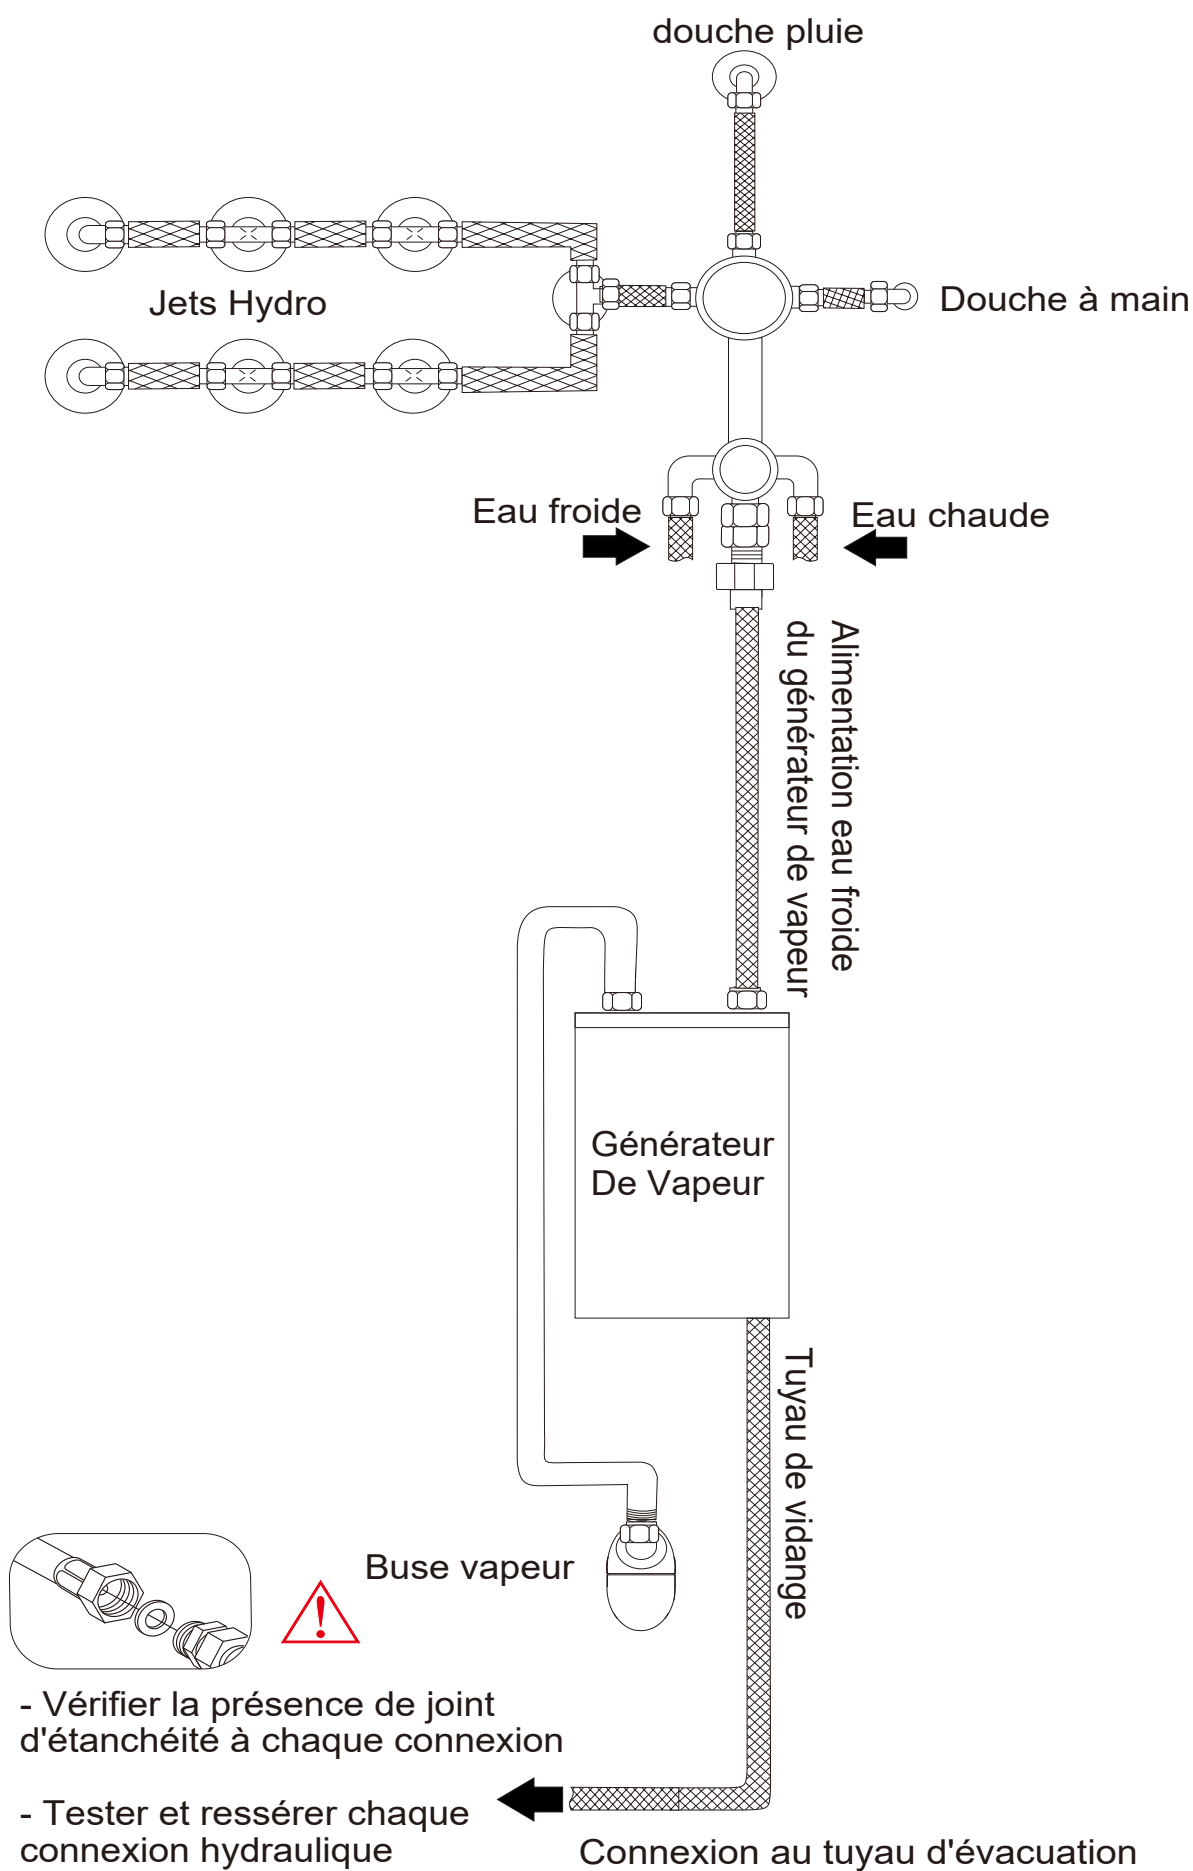 douche pluie
Jets Hydro
Douche à main
Eau froide
Eau chaude
Alimentation eau froide
du générateur de vapeur
Générateur
De Vapeur
Tuyau de vidange
Buse vapeur
- Vérifier la présence de joint
d'étanchéité à chaque connexion
- Tester et ressérer chaque
connexion hydraulique
Connexion au tuyau d'évacuation